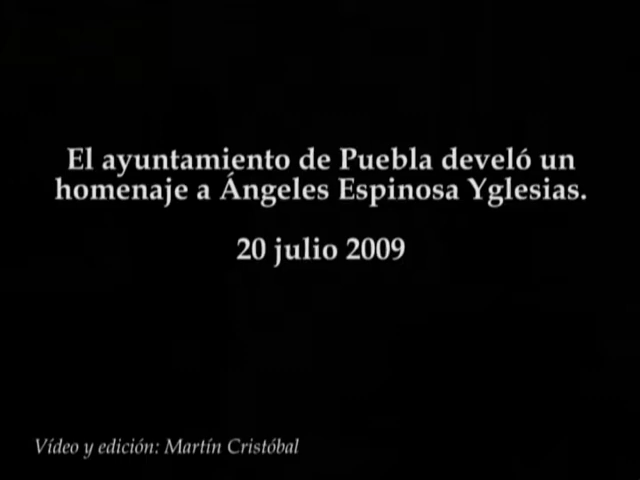 El ayuntamiento de Puebla develó un
homenaje a Ángeles Espinosa Yglesias.
20 julio 2009
Vídeo y edición: Martín Cristóbal